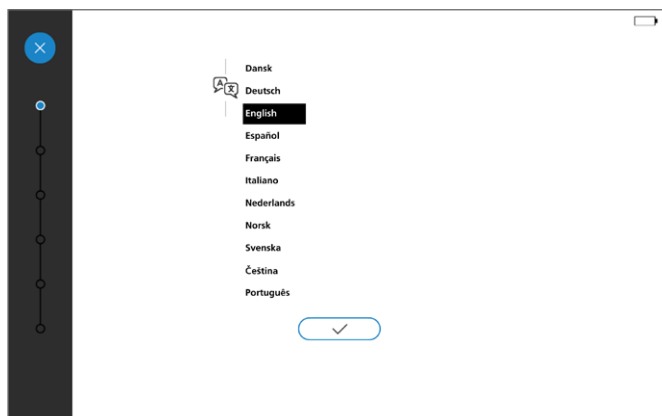 Dansk
Deutsch
English
Español
Français
Italiano
Nederlands
Norsk
Svenska
Čeština
Português